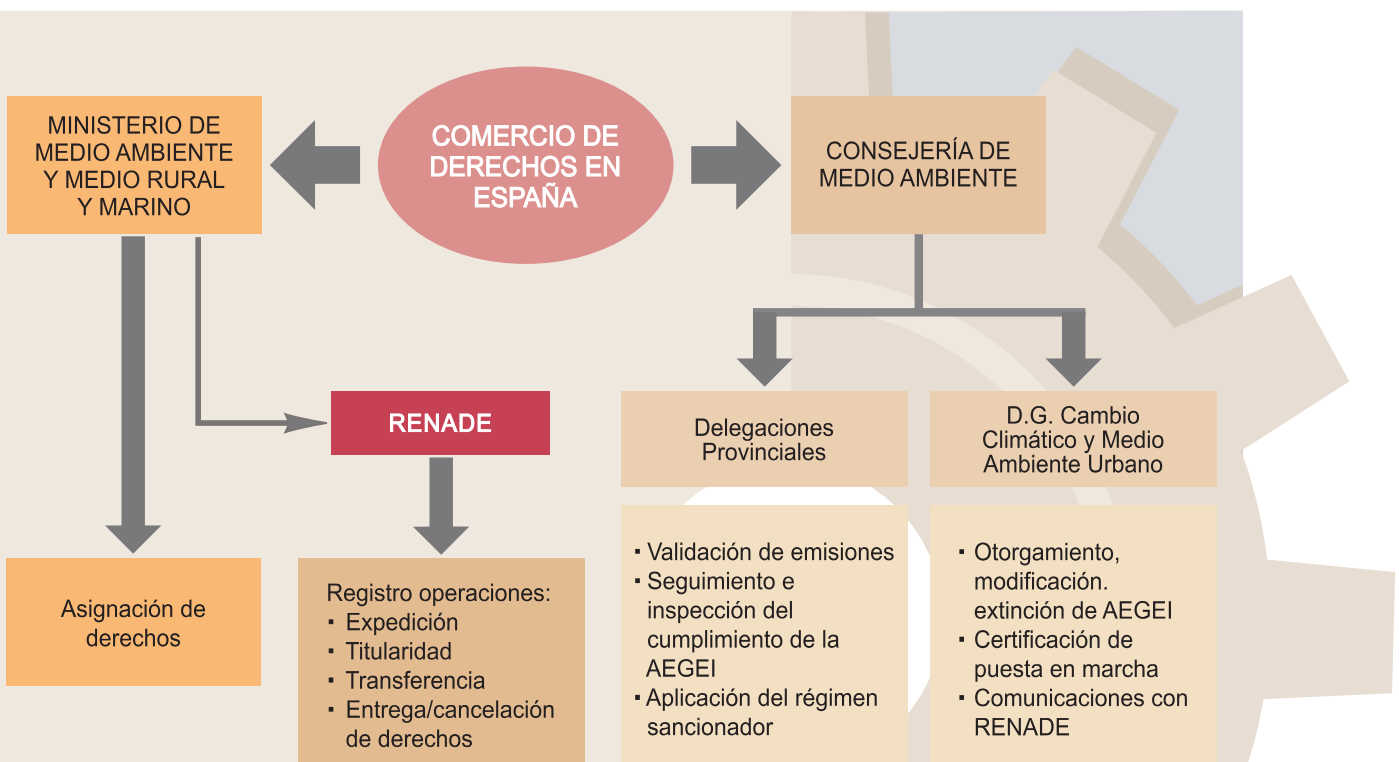 COMERCIO DE
DERECHOS EN
ESPAÑA
MINISTERIO DE
MEDIO AMBIENTE
Y MEDIO RURAL
Y MARINO
CONSEJERÍA DE
MEDIO AMBIENTE
RENADE
Delegaciones
Provinciales
D.G. Cambio
Climático y Medio
Ambiente Urbano
Asignación de
derechos
Registro operaciones:
▪ Expedición
▪ Titularidad
▪ Transferencia
▪ Entrega/cancelación
de derechos
▪ Validación de emisiones
▪ Seguimiento e
inspección del
cumplimiento de la
AEGEI
▪ Aplicación del régimen
sancionador
▪ Otorgamiento,
modificación.
extinción de AEGEI
▪ Certificación de
puesta en marcha
▪ Comunicaciones con
RENADE